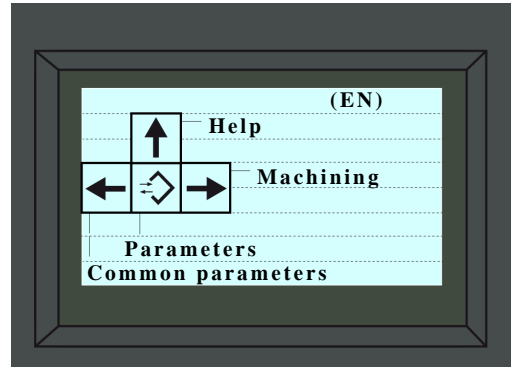 (EN)
Help
Machining
Parameters
Common parameters